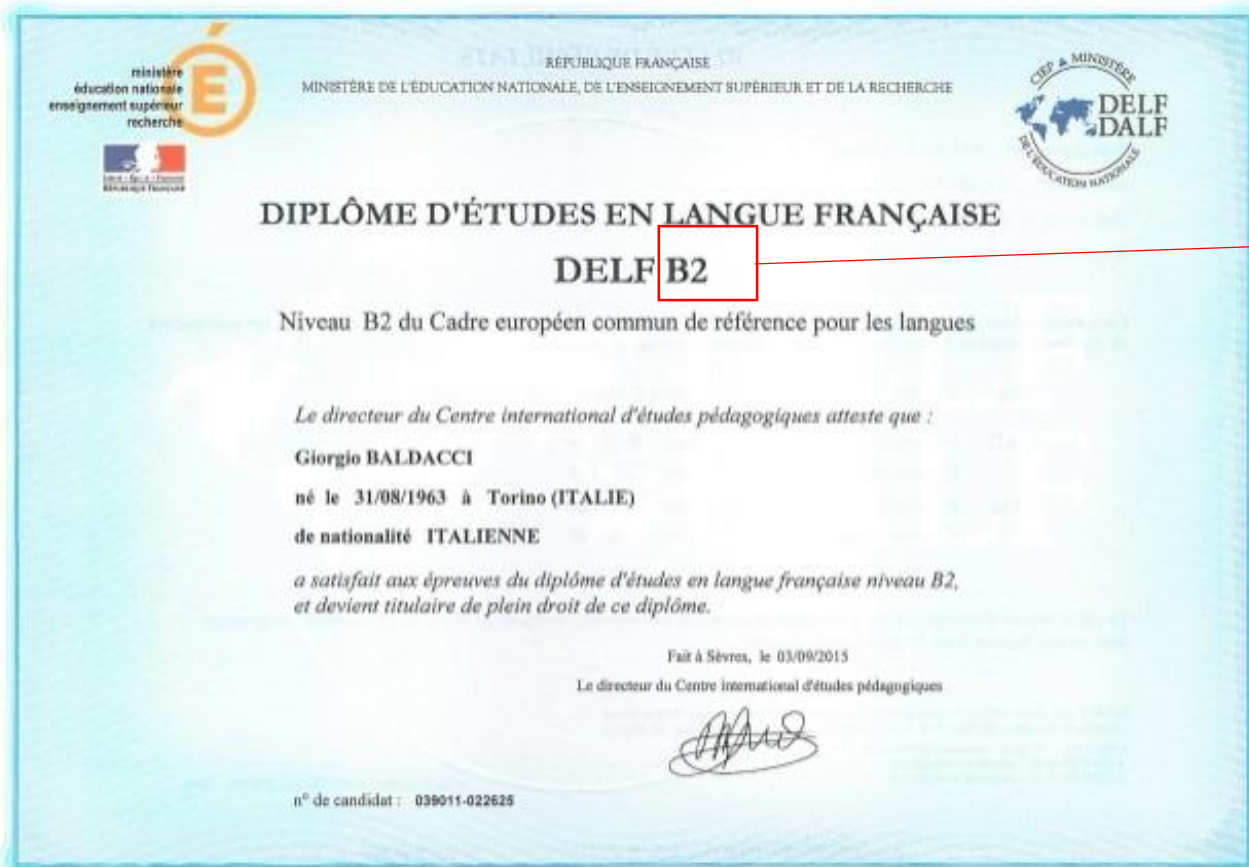 ministère
éducation nationale
enseignement supérieur
recherche
É
RÉPUBLIQUE FRANÇAISE
MINISTÈRE DE L'ÉDUCATION NATIONALE, DE L'ENSEIGNEMENT SUPÉRIEUR ET DE LA RECHERCHE
CIEP MINISTÈRE
DELF
DALF
DE L'ÉDUCATION NATIONALE
DIPLÔME D'ÉTUDES EN LANGUE FRANÇAISE
DELF B2
Niveau B2 du Cadre européen commun de référence pour les langues
Le directeur du Centre international d'études pédagogiques atteste que :
Giorgio BALDACCI
né le 31/08/1963 à Torino (ITALIE)
de nationalité ITALIENNE
a satisfait aux épreuves du diplôme d'études en langue française niveau B2,
et devient titulaire de plein droit de ce diplôme.
Fait à Sèvres, le 03/09/2015
Le directeur du Centre international d'études pédagogiques
n° de candidat : 039011-022625